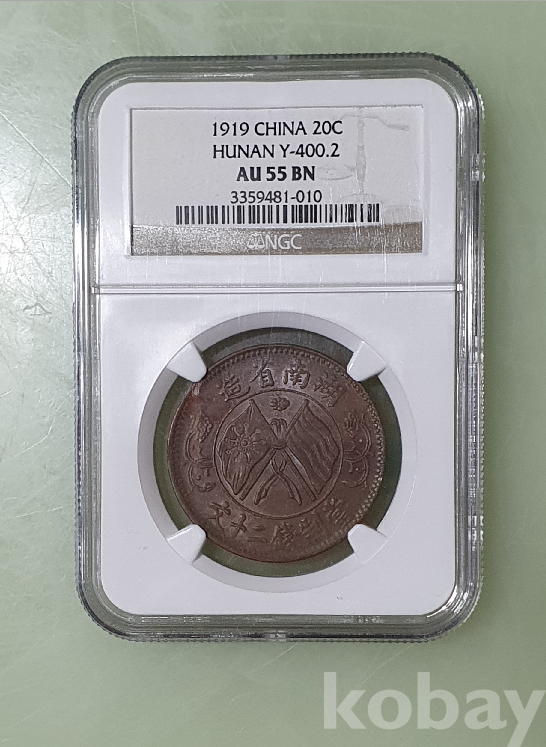 1919 CHINA 20C
HUNAN Y-400.2
AU 55 BN
3359481-010
NGC
造省南湖
文十二錢制當
kobay